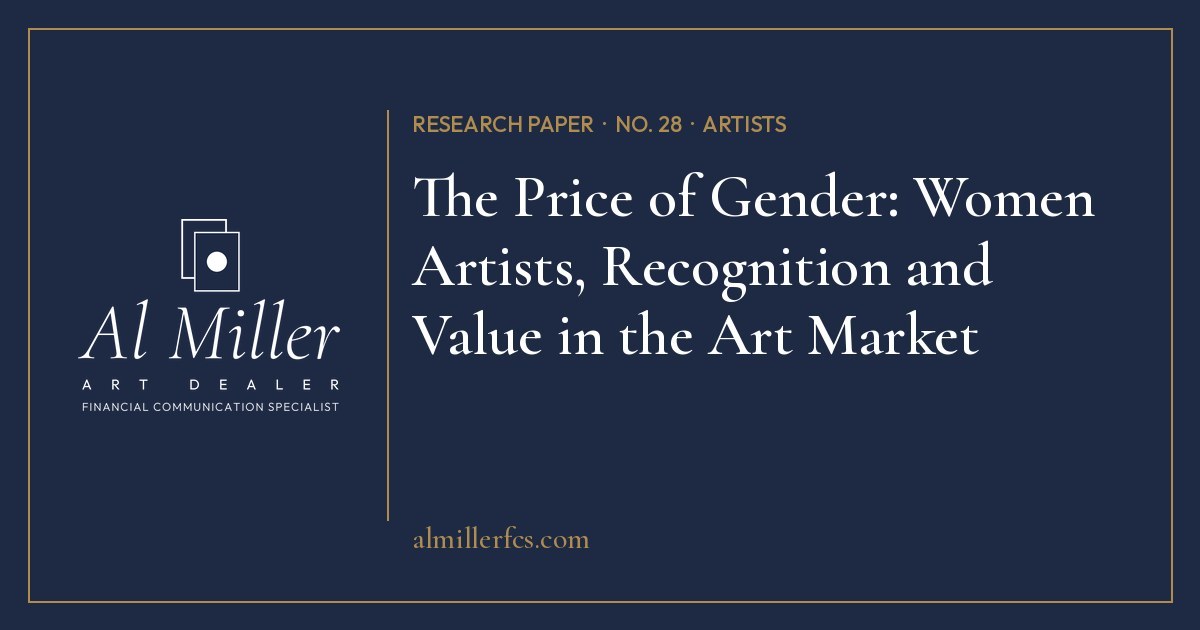 Al Miller
ART DEALER
FINANCIAL COMMUNICATION SPECIALIST
RESEARCH PAPER · NO. 28 · ARTISTS
The Price of Gender: Women
Artists, Recognition and
Value in the Art Market
almillerfcs.com